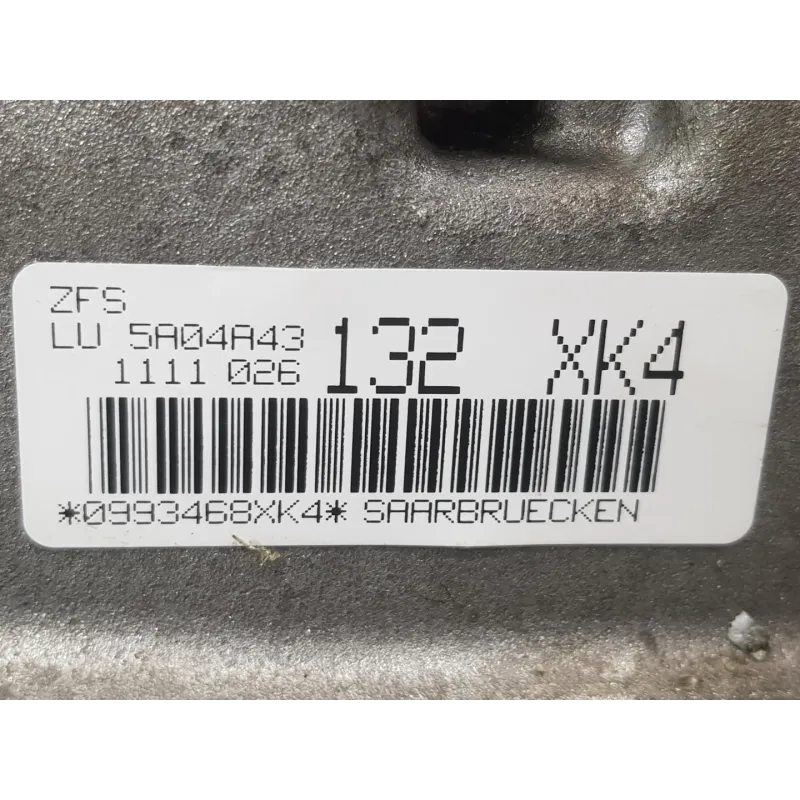 ZFS
LU 5A04A43 132 XK4
1111 026
*0993468XK4* SAARBRUECKEN